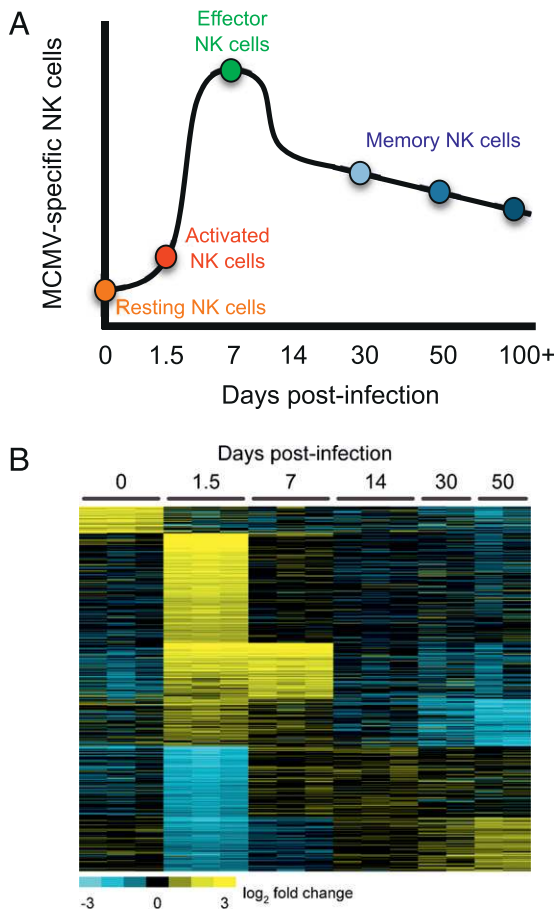 A
Effector
NK cells
MCMV-specific NK cells
Memory NK cells
Activated
NK cells
Resting NK cells
0 1.5 7 14 30 50 100+
Days post-infection
B
Days post-infection
0 1.5 7 14 30 50
-3 0 3 log₂ fold change